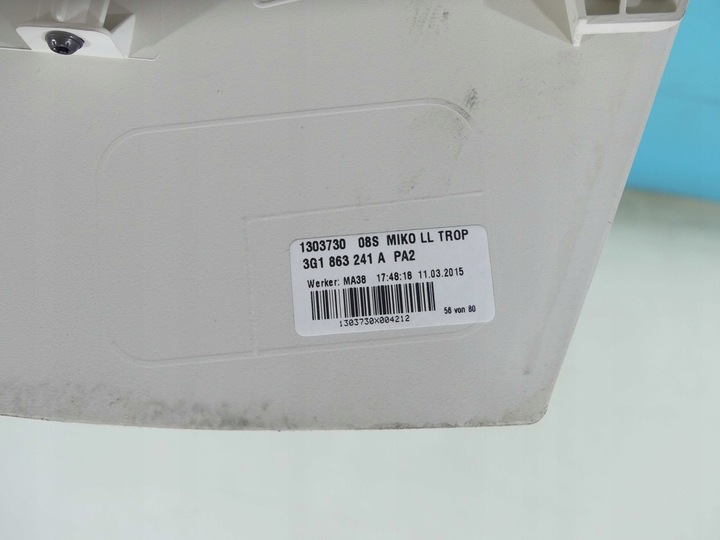 1303730 08S MIKO LL TROP
3G1 863 241 A PA2
Werker: MA38 17:48:18 11.03.2015
56 von 80
1303730X004212